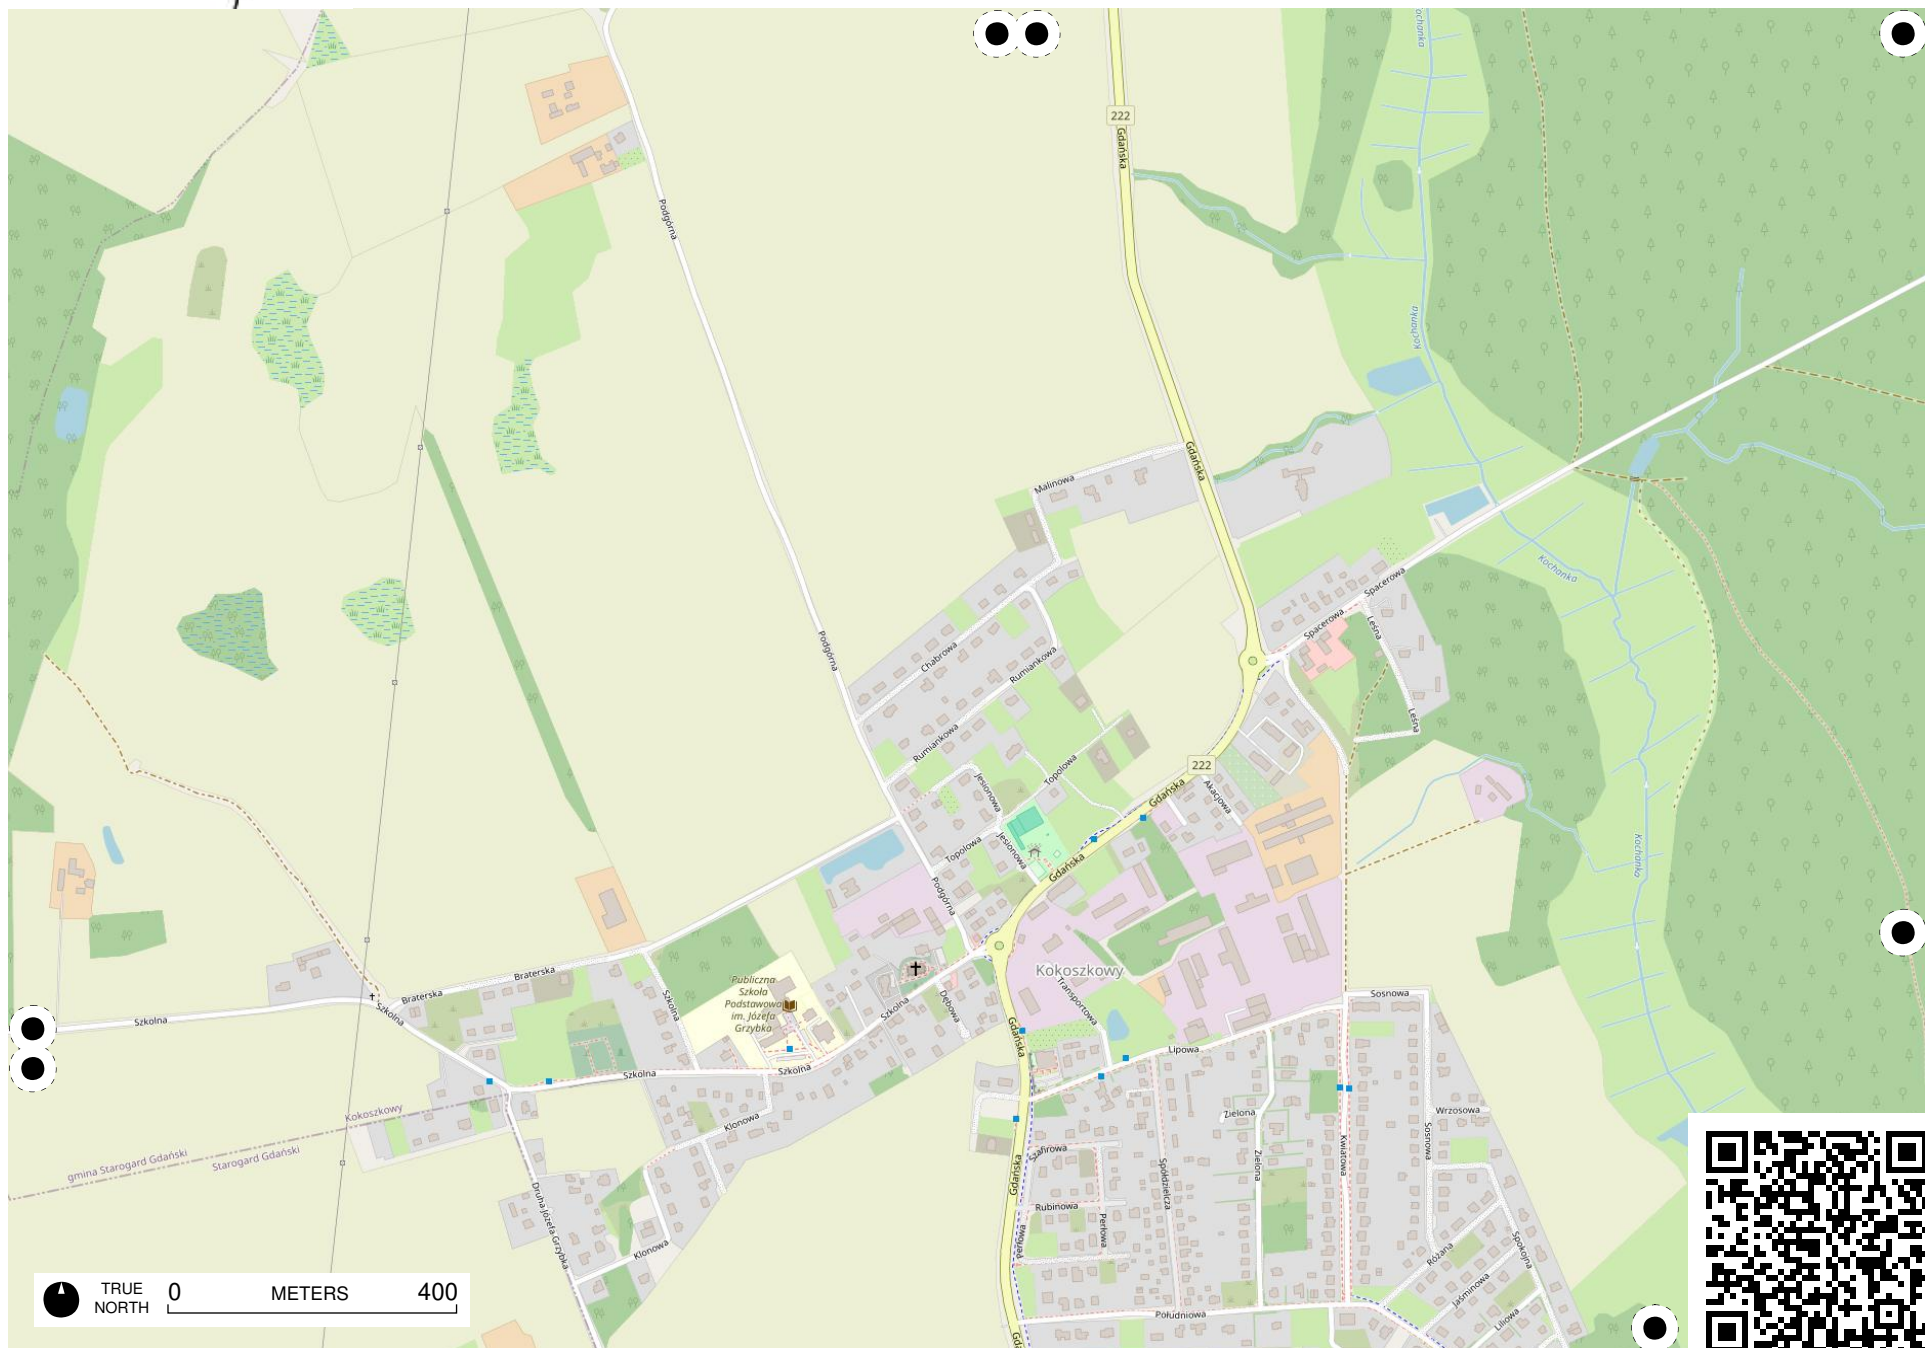 222
Gdańska
Kochanka
Podgórna
Kochanka
Gdańska
Malinowa
Kochanka
Spacerowa
Spacerowa
Leśna
Podgórna
Chabrowa
Rumiankowa
Leśna
Rumiankowa
222
Topolowa
Jesionowa
Gdańska
Akacjowa
Topolowa
Jesionowa
Gdańska
Kochanka
Podgórna
Kokoszkowy
Braterska
Publiczna
Szkoła
Podstawowa
im. Józefa
Grzybka
Braterska
Szkolna
Szkolna
Dębowa
Transportowa
Sosnowa
Szkolna
Szkolna
Gdańska
Lipowa
Szkolna
Szkolna
Kokoszkowy
Klonowa
Zielona
Wrzosowa
Sosnowa
Kwiatowa
Szafirowa
gmina Starogard Gdański
Starogard Gdański
Gdańska
Spółdzielcza
Zielona
Druha Józefa Grzybka
Rubinowa
Perłowa
Perłowa
Klonowa
Różana
Spokojna
Jaśminowa
Liliowa
Południowa
Gda
TRUE
NORTH
0 METERS 400